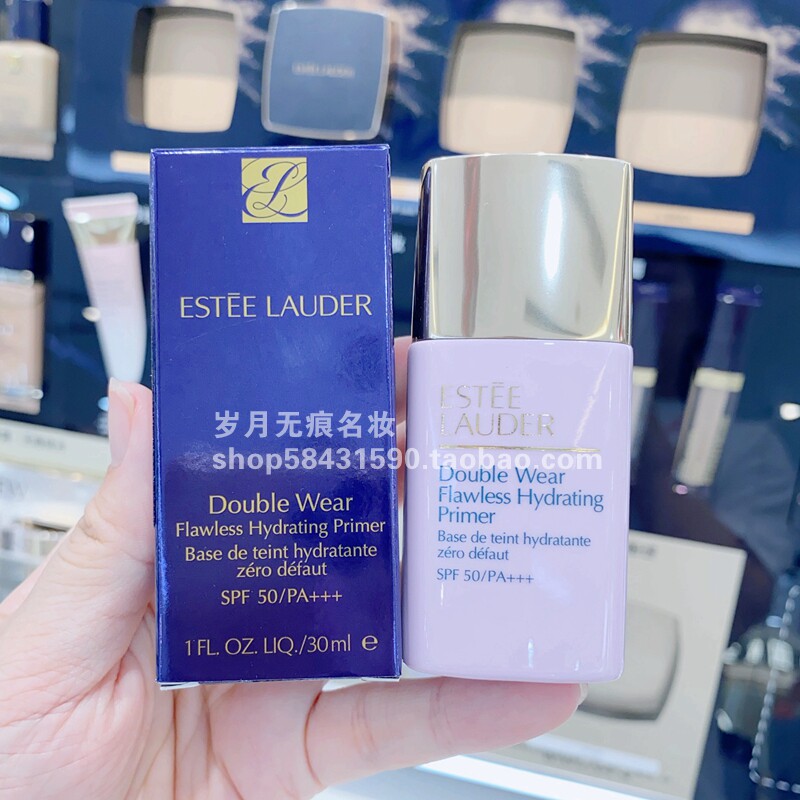 ESTĒE LAUDER
岁月无痕名妆
shop58431590.taobao.com
Double Wear
Flawless Hydrating Primer
Base de teint hydratante
zéro défaut
SPF 50/PA+++
1 FL. OZ. LIQ./30ml e
ESTĒE
LAUDER
Double Wear
Flawless Hydrating
Primer
Base de teint hydratante
zéro défaut
SPF 50/PA+++